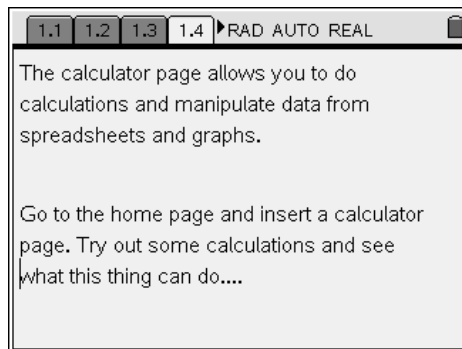 1.1 1.2 1.3 1.4 RAD AUTO REAL
The calculator page allows you to do
calculations and manipulate data from
spreadsheets and graphs.
Go to the home page and insert a calculator
page. Try out some calculations and see
what this thing can do....